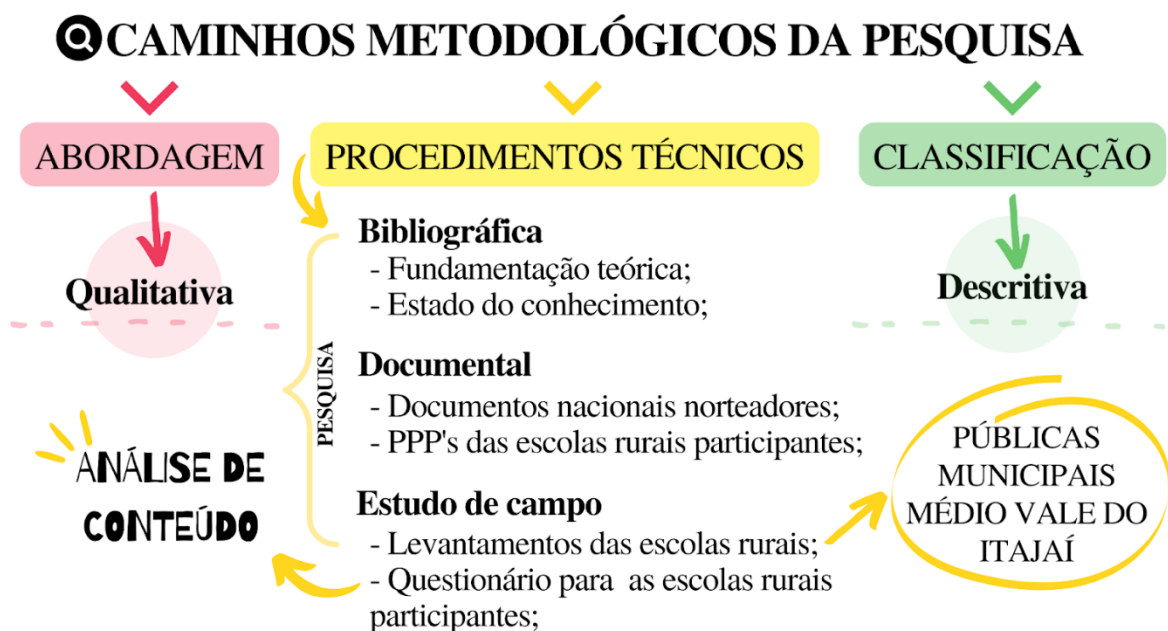 CAMINHOS METODOLÓGICOS DA PESQUISA
ABORDAGEM
Qualitativa
ANÁLISE DE
CONTEÚDO
PROCEDIMENTOS TÉCNICOS
PESQUISA
Bibliográfica
- Fundamentação teórica;
- Estado do conhecimento;
Documental
- Documentos nacionais norteadores;
- PPP's das escolas rurais participantes;
Estudo de campo
- Levantamentos das escolas rurais;
- Questionário para as escolas rurais
participantes;
CLASSIFICAÇÃO
Descritiva
PÚBLICAS
MUNICIPAIS
MÉDIO VALE DO
ITAJAÍ